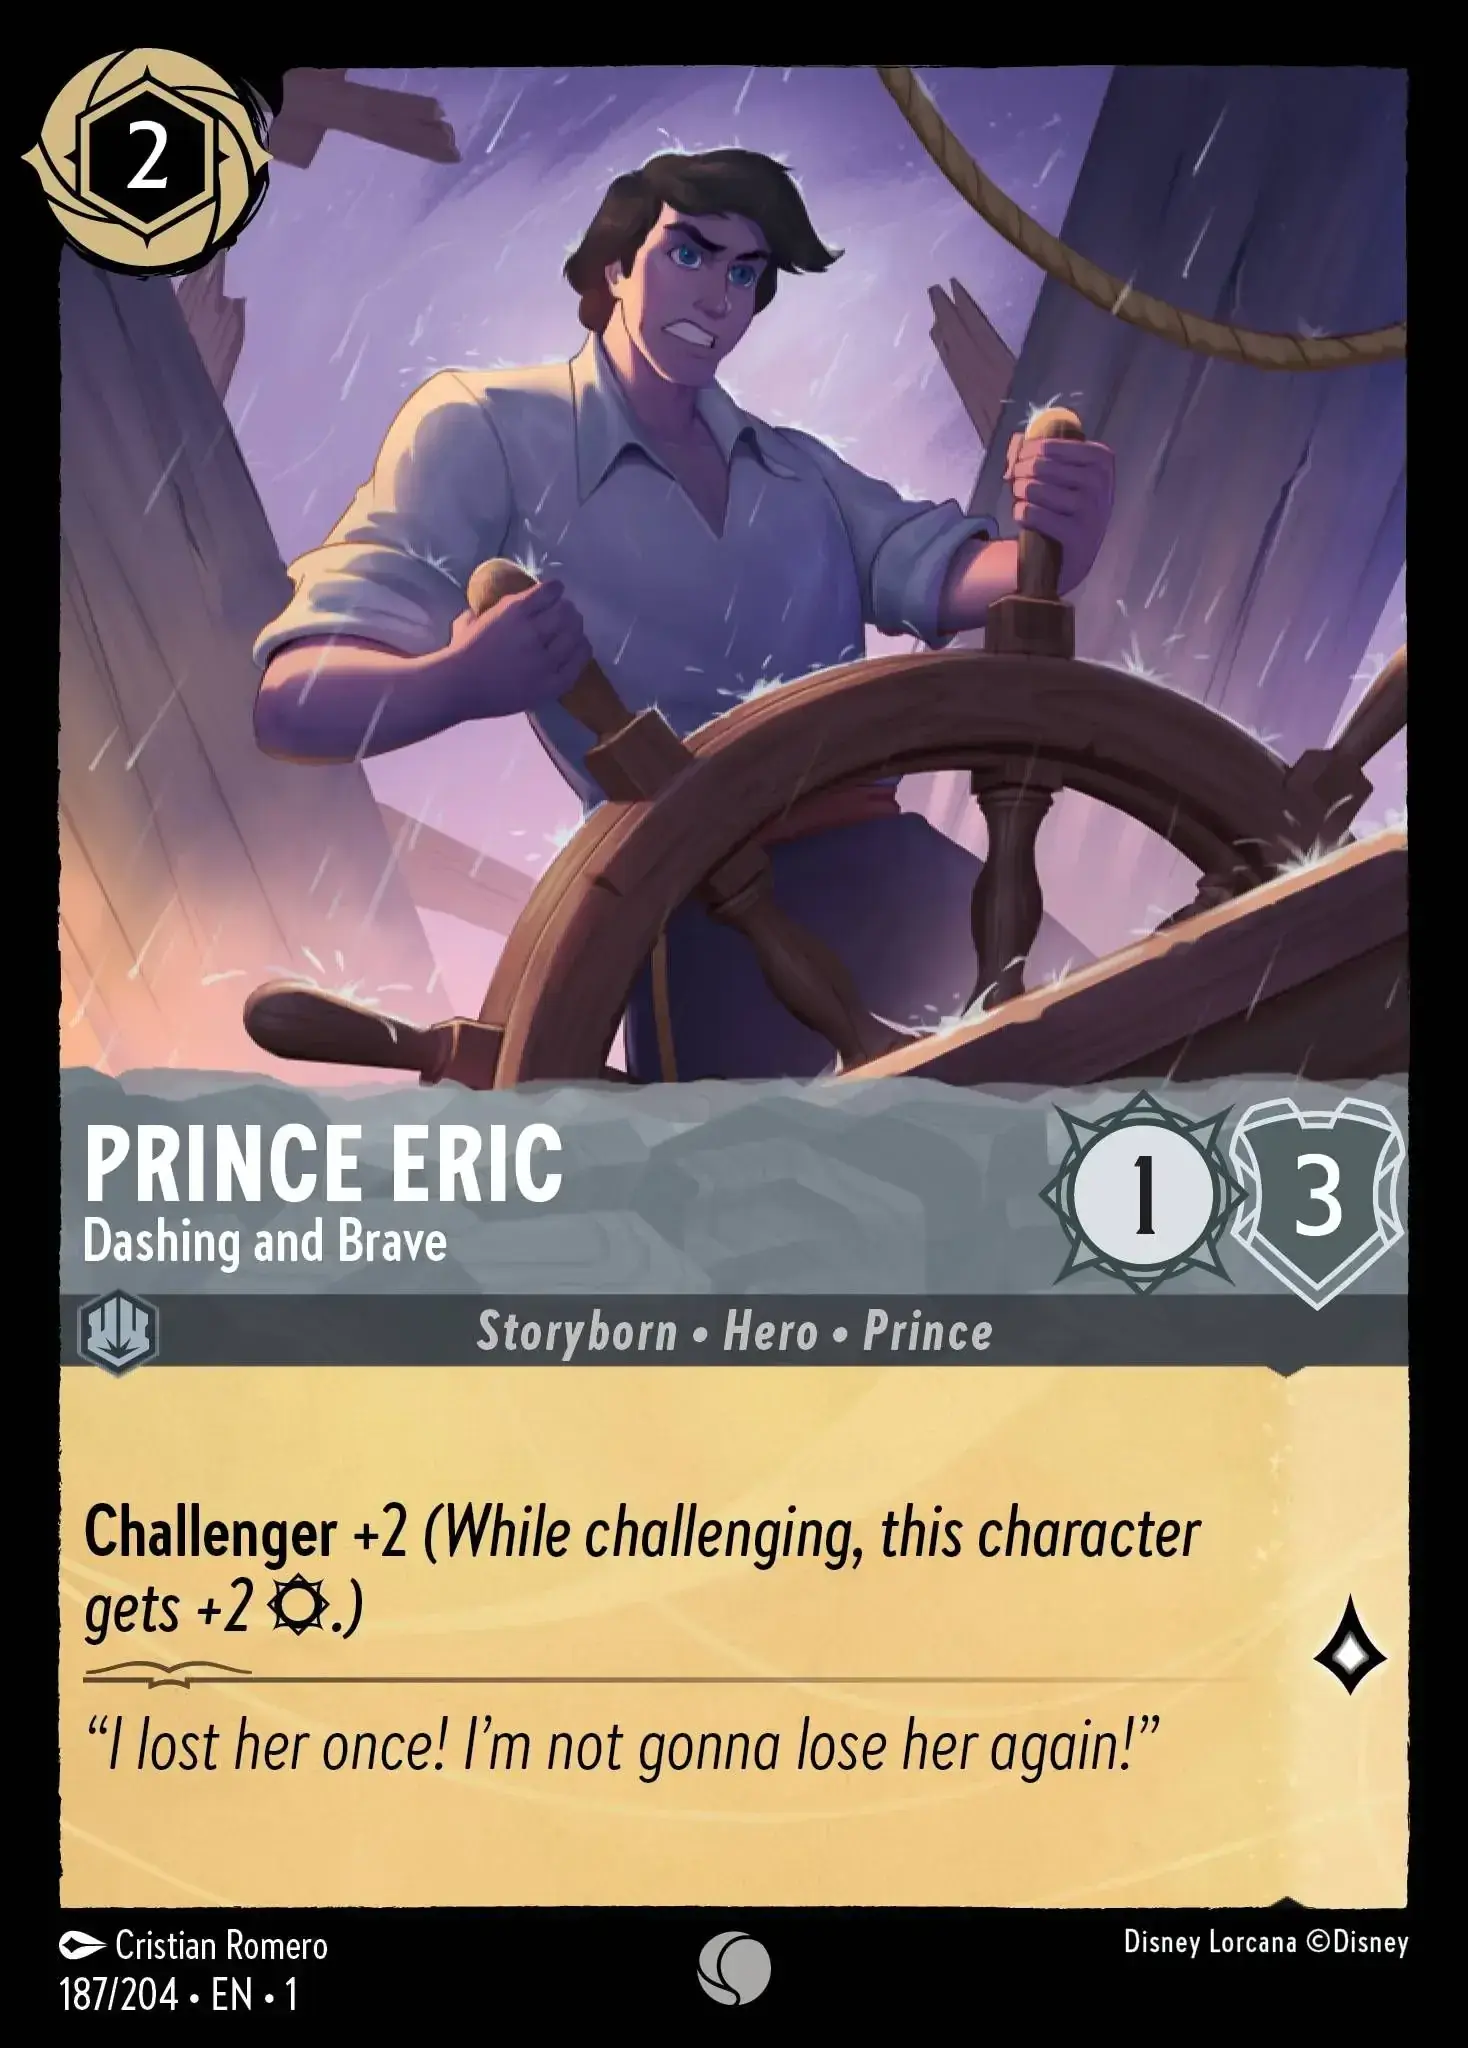 2
PRINCE ERIC
Dashing and Brave
1
3
Storyborn • Hero • Prince
Challenger +2 (While challenging, this character
gets +2 .)
“I lost her once! I’m not gonna lose her again!”
Cristian Romero
187/204 • EN • 1
Disney Lorcana ©Disney